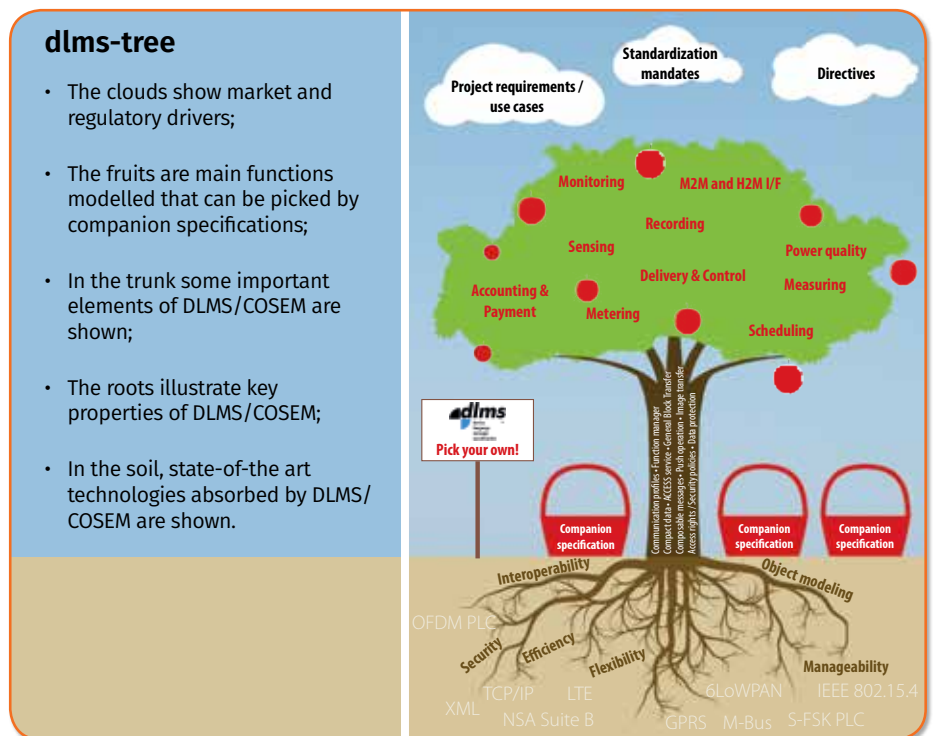 dlms-tree
• The clouds show market and
regulatory drivers;
• The fruits are main functions
modelled that can be picked by
companion specifications;
• In the trunk some important
elements of DLMS/COSEM are
shown;
• The roots illustrate key
properties of DLMS/COSEM;
• In the soil, state-of-the art
technologies absorbed by DLMS/
COSEM are shown.
Project requirements /
use cases
Standardization
mandates
Directives
Monitoring
M2M and H2M I/F
Recording
Sensing
Power quality
Delivery & Control
Measuring
Accounting &
Payment
Metering
Scheduling
dlms
Pick your own!
Communication profiles • Function manager
Compact data • ACCESS service • General Block Transfer
Composable messages • Push operation • Image transfer
Access rights / Security policies • Data protection
Companion
specification
Companion
specification
Companion
specification
Interoperability
Object modeling
OFDM PLC
Security
Efficiency
Flexibility
Manageability
XML
TCP/IP
LTE
6LoWPAN
IEEE 802.15.4
NSA Suite B
GPRS
M-Bus
S-FSK PLC